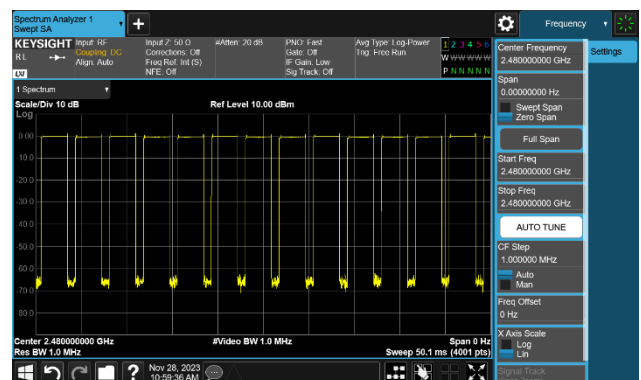 Spectrum Analyzer 1
Swept SA
+
Frequency
KEYSIGHT
R L
Input: RF
Coupling: DC
Align: Auto
Input Z: 50 Ω
Corrections: Off
Freq Ref: Int (S)
NFE: Off
#Atten: 20 dB
PNO: Fast
Gate: Off
IF Gain: Low
Sig Track: Off
Avg Type: Log-Power
Trig: Free Run
1 2 3 4 5 6
W W W W W W
P N N N N N
LXI
1 Spectrum
Scale/Div 10 dB
Ref Level 10.00 dBm
Log
0.00
-10.0
-20.0
-30.0
-40.0
-50.0
-60.0
-70.0
-80.0
Center 2.480000000 GHz
#Video BW 1.0 MHz
Span 0 Hz
Res BW 1.0 MHz
Sweep 50.1 ms (4001 pts)
Center Frequency
2.480000000 GHz
Settings
Span
0.00000000 Hz
Swept Span
Zero Span
Full Span
Start Freq
2.480000000 GHz
Stop Freq
2.480000000 GHz
AUTO TUNE
CF Step
1.000000 MHz
Auto
Man
Freq Offset
0 Hz
X Axis Scale
Log
Lin
Signal Track
?
Nov 28, 2023
10:59:36 AM